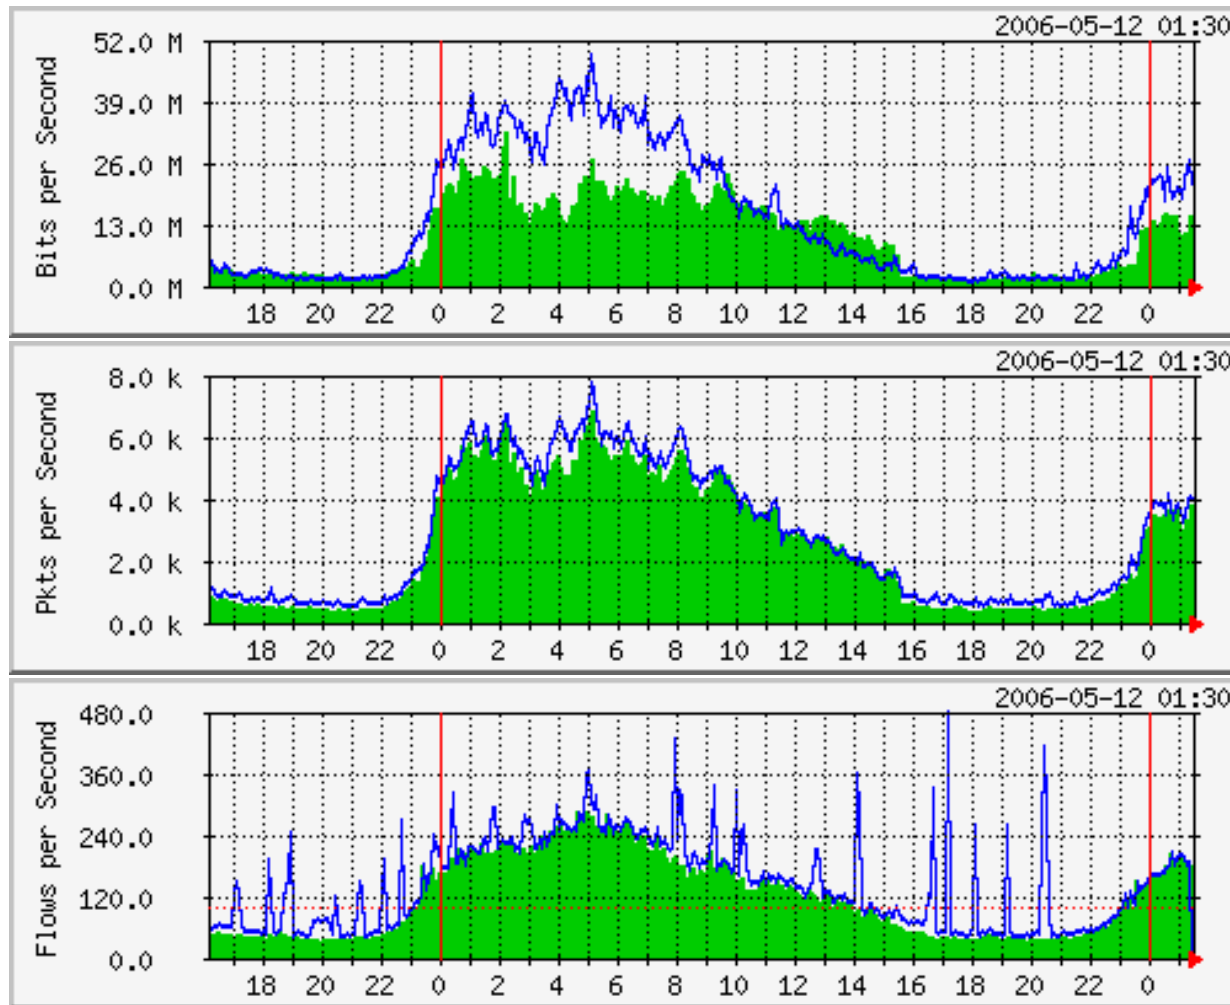 2006-05-12 01:30
52.0 M
39.0 M
26.0 M
13.0 M
0.0 M
Bits per Second
18 20 22 0 2 4 6 8 10 12 14 16 18 20 22 0
2006-05-12 01:30
8.0 k
6.0 k
4.0 k
2.0 k
0.0 k
Pkts per Second
18 20 22 0 2 4 6 8 10 12 14 16 18 20 22 0
2006-05-12 01:30
480.0
360.0
240.0
120.0
0.0
Flows per Second
18 20 22 0 2 4 6 8 10 12 14 16 18 20 22 0